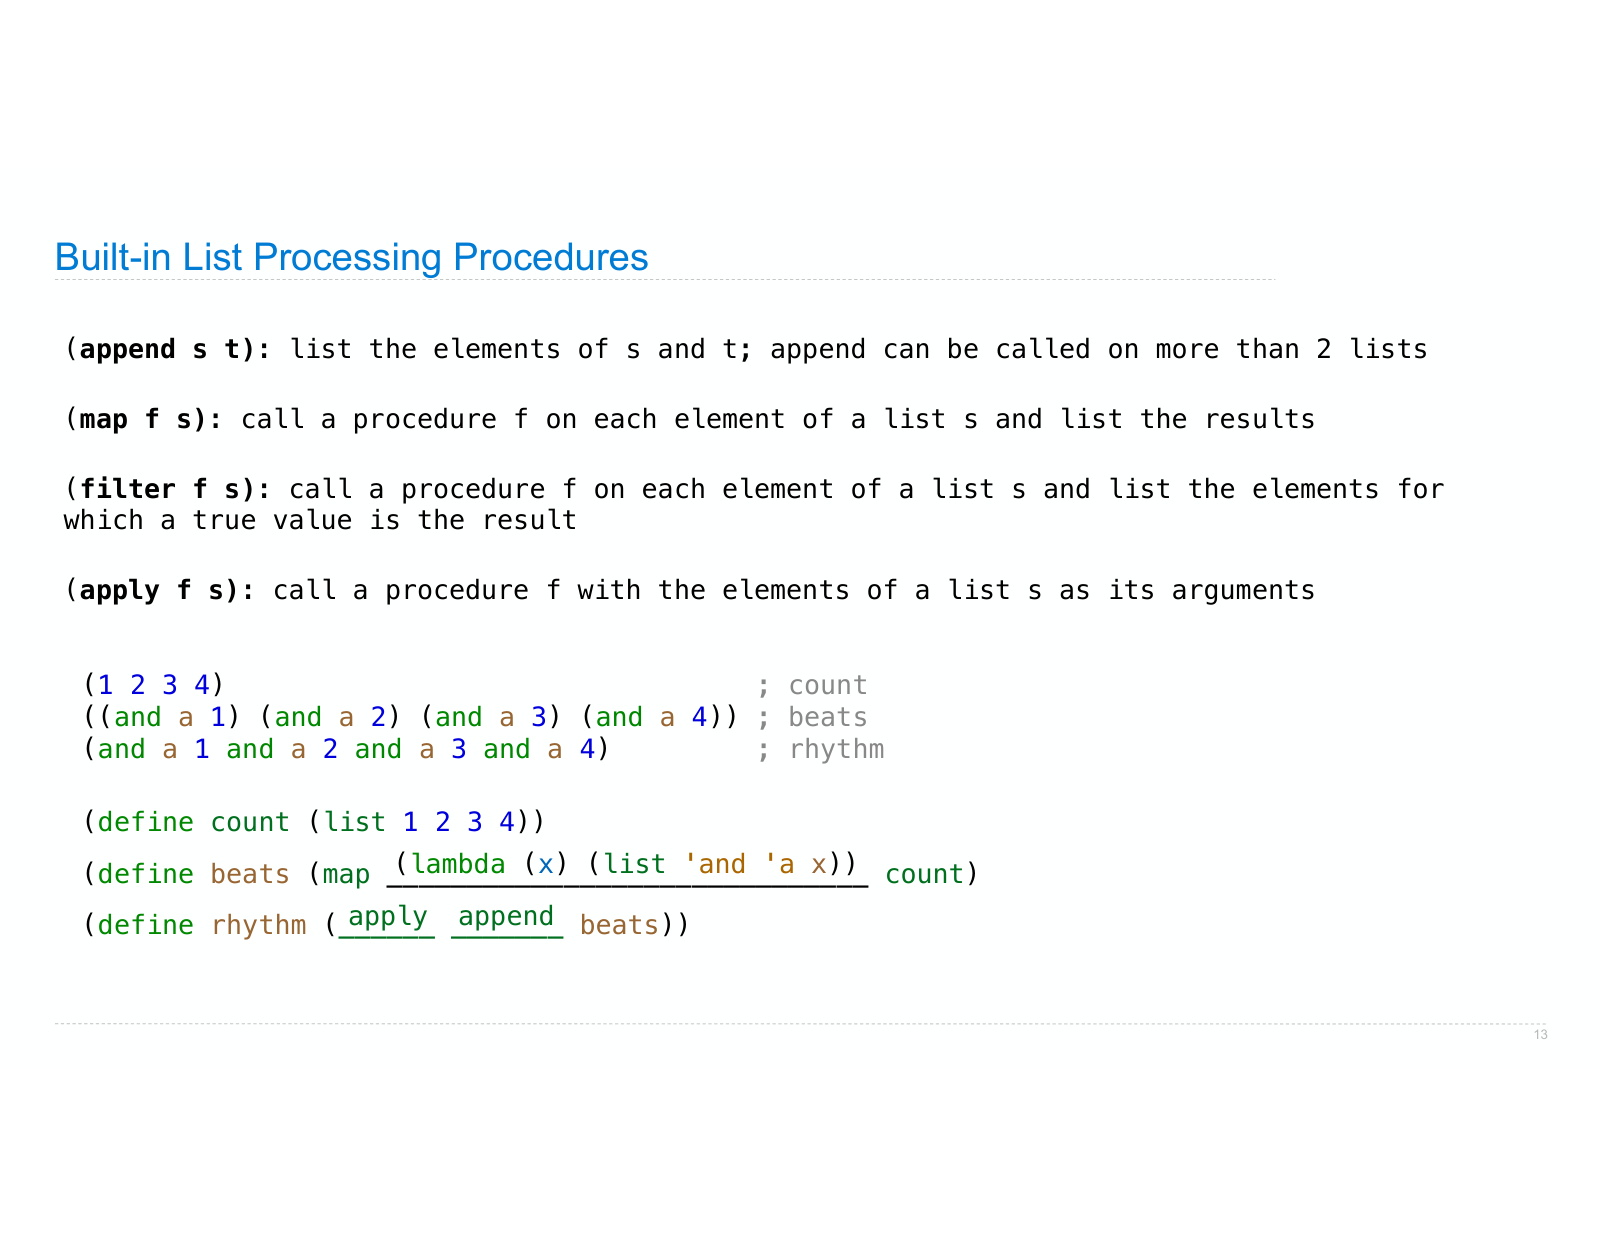 Built-in List Processing Procedures
(append s t): list the elements of s and t; append can be called on more than 2 lists
(map f s): call a procedure f on each element of a list s and list the results
(filter f s): call a procedure f on each element of a list s and list the elements for
which a true value is the result
(apply f s): call a procedure f with the elements of a list s as its arguments
(1 2 3 4) ; count
((and a 1) (and a 2) (and a 3) (and a 4)) ; beats
(and a 1 and a 2 and a 3 and a 4) ; rhythm
(define count (list 1 2 3 4))
(define beats (map (lambda (x) (list 'and 'a x)) count)
(define rhythm (apply append beats))
13